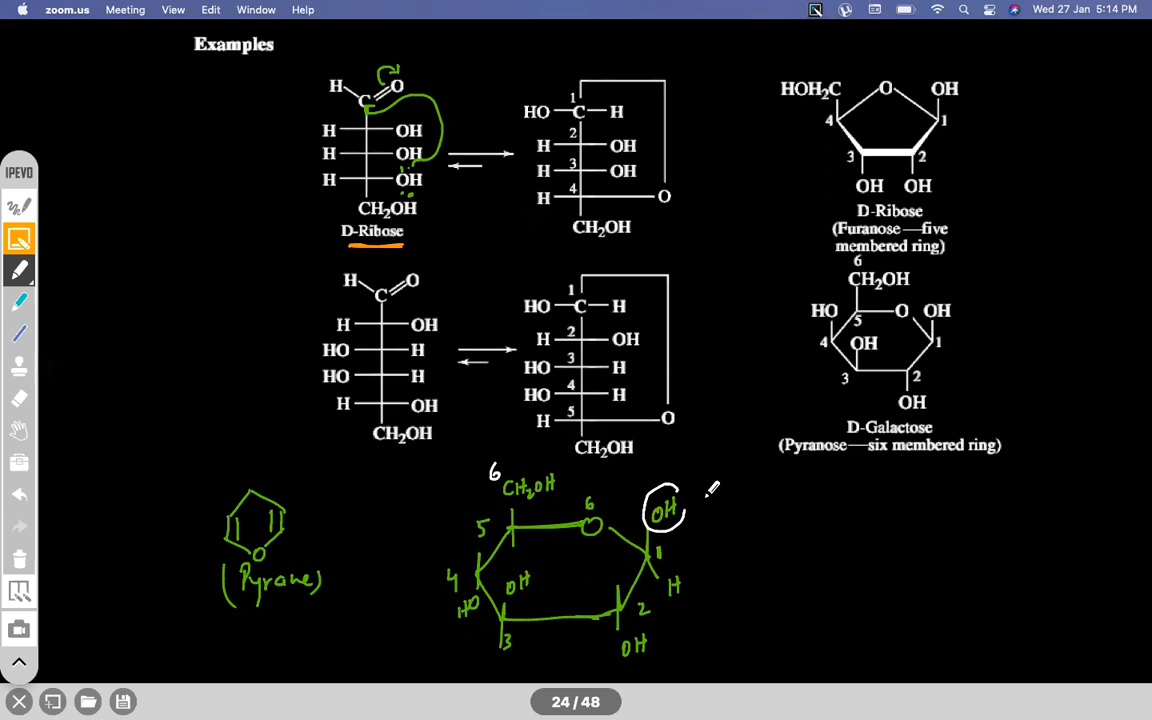 zoom.us Meeting View Edit Window Help Wed 27 Jan 5:14 PM
Examples
H O
C
H OH
H OH
H OH
CH₂OH
D-Ribose
1
HO C H
2
H OH
3
H OH
4
H O
CH₂OH
HOH₂C O OH
4 1
3 2
OH OH
D-Ribose
(Furanose—five
membered ring)
H O
C
H OH
HO H
HO H
H OH
CH₂OH
1
HO C H
2
H OH
3
HO H
4
HO H
5
H O
CH₂OH
6
CH₂OH
HO O OH
5
4 OH 1
3 2
OH
D-Galactose
(Pyranose—six membered ring)
IPEVO
O
(Pyrane)
6
CH₂OH
6
5 O OH
1
4 OH H
HO 2
3 OH
24 / 48